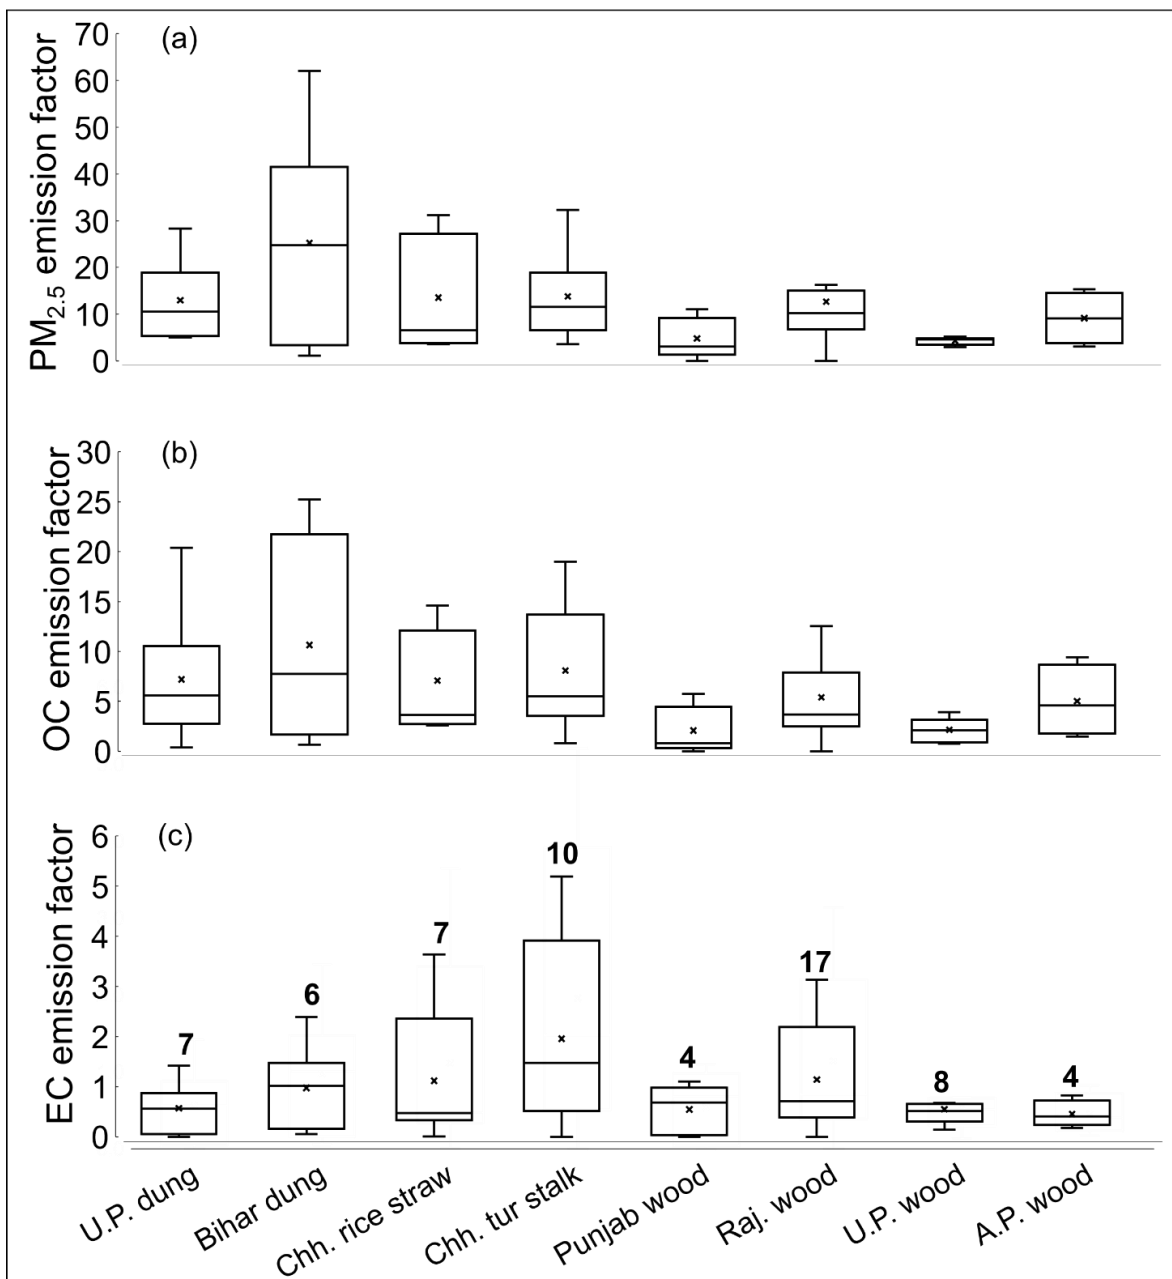 (a)
PM2.5 emission factor
70
60
50
40
30
20
10
0
(b)
OC emission factor
30
25
20
15
10
5
0
(c)
EC emission factor
6
5
4
3
2
1
0
7
6
7
10
4
17
8
4
U.P. dung
Bihar dung
Chh. rice straw
Chh. tur stalk
Punjab wood
Raj. wood
U.P. wood
A.P. wood